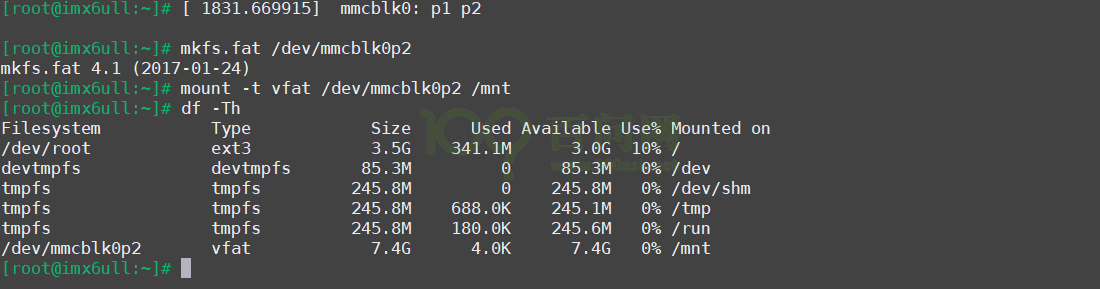 [root@imx6ull:~]# [ 1831.669915]  mmcblk0: p1 p2
[root@imx6ull:~]# mkfs.fat /dev/mmcblk0p2
mkfs.fat 4.1 (2017-01-24)
[root@imx6ull:~]# mount -t vfat /dev/mmcblk0p2 /mnt
[root@imx6ull:~]# df -Th
Filesystem           Type            Size      Used Available Use% Mounted on
/dev/root            ext3            3.5G    341.1M      3.0G  10% /
devtmpfs             devtmpfs       85.3M         0     85.3M   0% /dev
tmpfs                tmpfs         245.8M         0    245.8M   0% /dev/shm
tmpfs                tmpfs         245.8M    688.0K    245.1M   0% /tmp
tmpfs                tmpfs         245.8M    180.0K    245.6M   0% /run
/dev/mmcblk0p2       vfat            7.4G      4.0K      7.4G   0% /mnt
[root@imx6ull:~]#